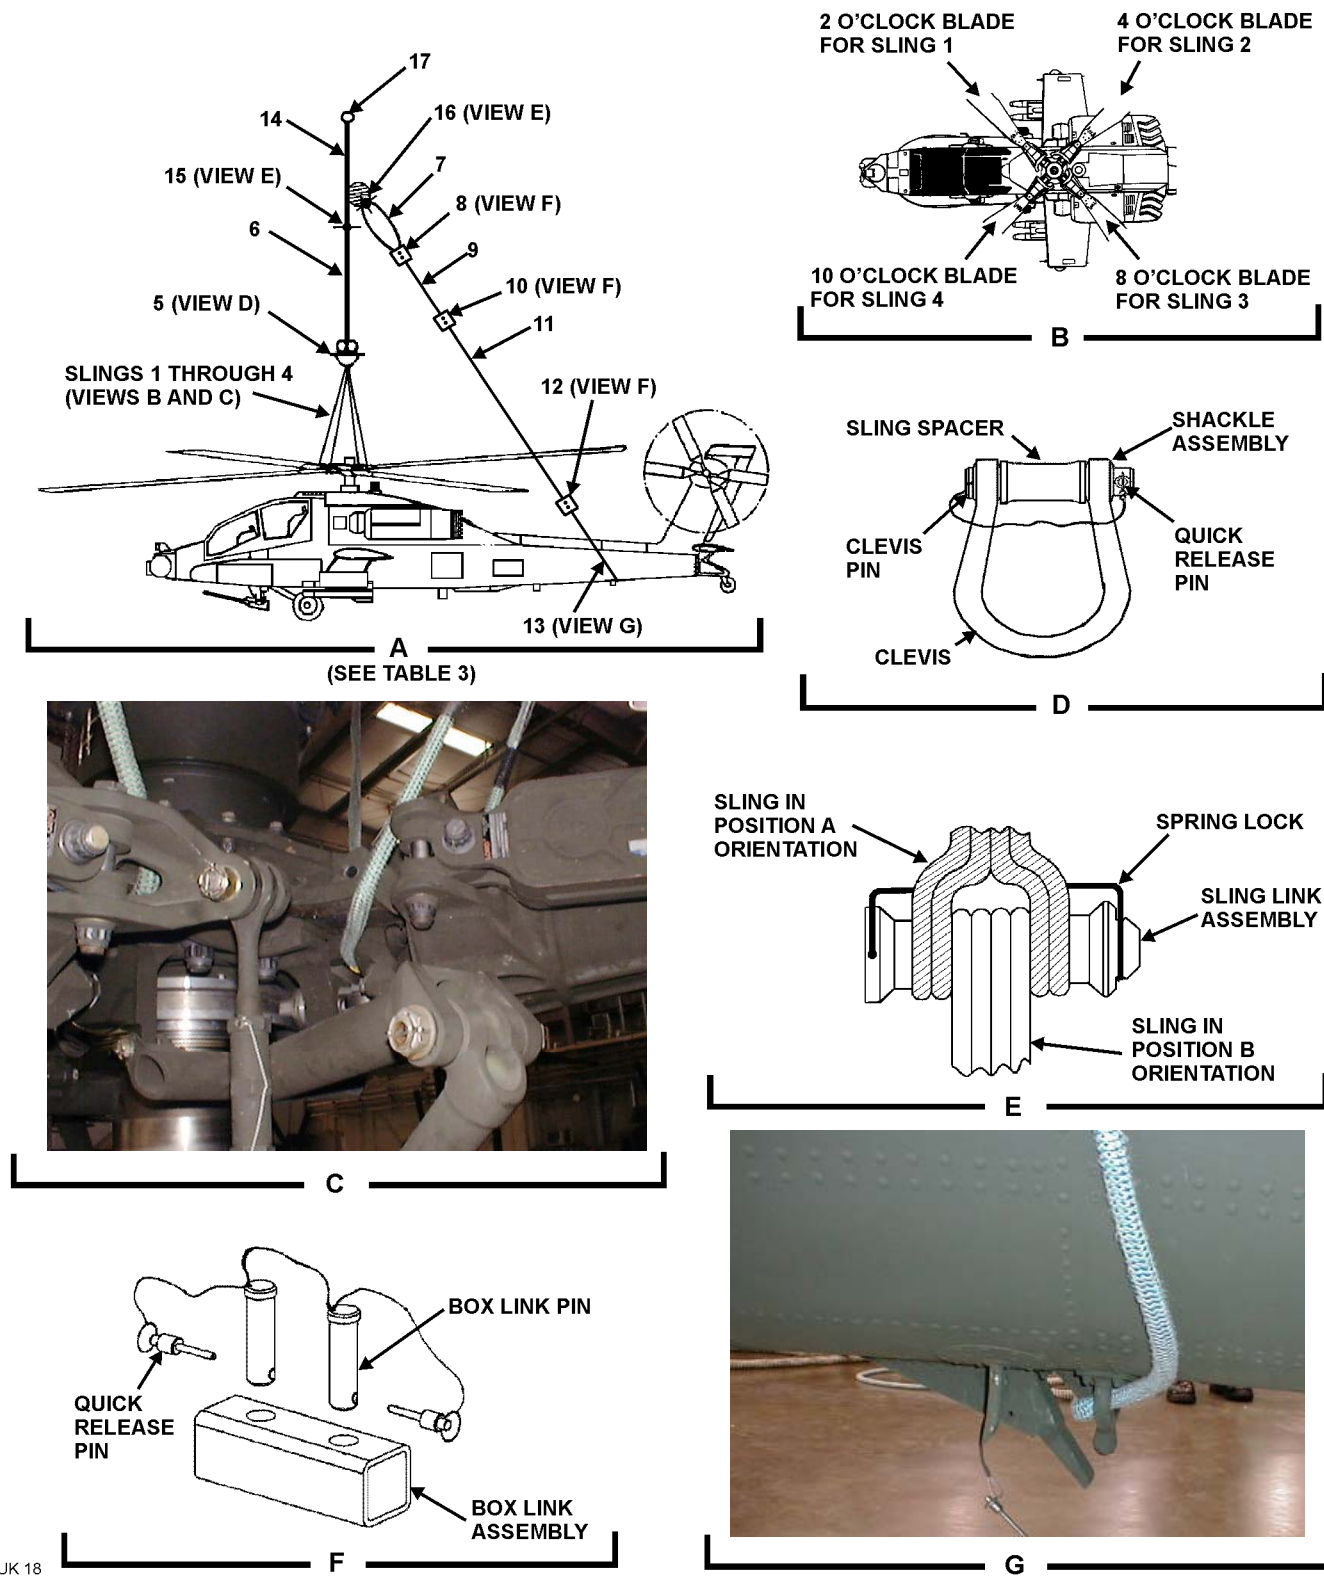 17
14
16 (VIEW E)
15 (VIEW E)
7
8 (VIEW F)
6
9
5 (VIEW D)
10 (VIEW F)
11
SLINGS 1 THROUGH 4
(VIEWS B AND C)
12 (VIEW F)
13 (VIEW G)
A
(SEE TABLE 3)
2 O'CLOCK BLADE
FOR SLING 1
4 O'CLOCK BLADE
FOR SLING 2
10 O'CLOCK BLADE
FOR SLING 4
8 O'CLOCK BLADE
FOR SLING 3
B
SLING SPACER
SHACKLE
ASSEMBLY
CLEVIS
PIN
QUICK
RELEASE
PIN
CLEVIS
D
C
SLING IN
POSITION A
ORIENTATION
SPRING LOCK
SLING LINK
ASSEMBLY
SLING IN
POSITION B
ORIENTATION
E
BOX LINK PIN
QUICK
RELEASE
PIN
BOX LINK
ASSEMBLY
F
G
JK 18